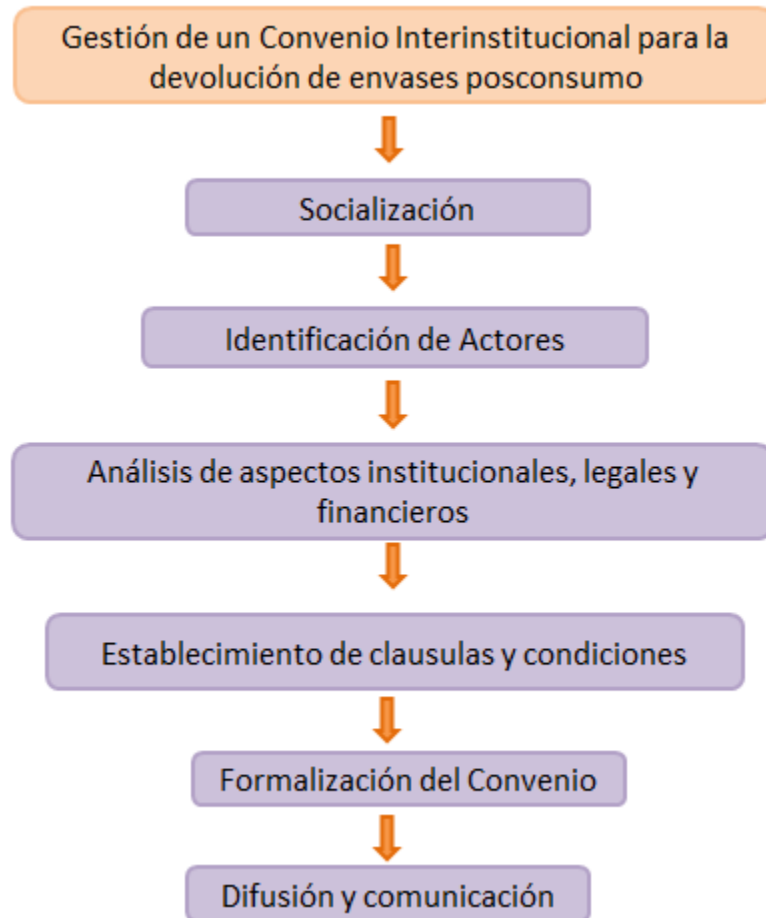 Gestión de un Convenio Interinstitucional para la
devolución de envases posconsumo
Socialización
Identificación de Actores
Análisis de aspectos institucionales, legales y
financieros
Establecimiento de clausulas y condiciones
Formalización del Convenio
Difusión y comunicación